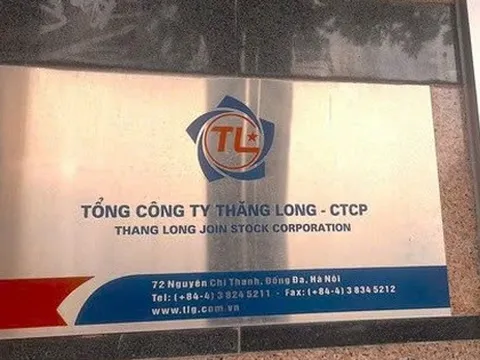 TL
TỔNG CÔNG TY THĂNG LONG - CTCP
THANG LONG JOIN STOCK CORPORATION
72 Nguyễn Chí Thanh, Đống Đa, Hà Nội
Tel: (+84-4) 3 824 5211 - Fax: (+84-4) 3 834 5212
www.tlg.com.vn